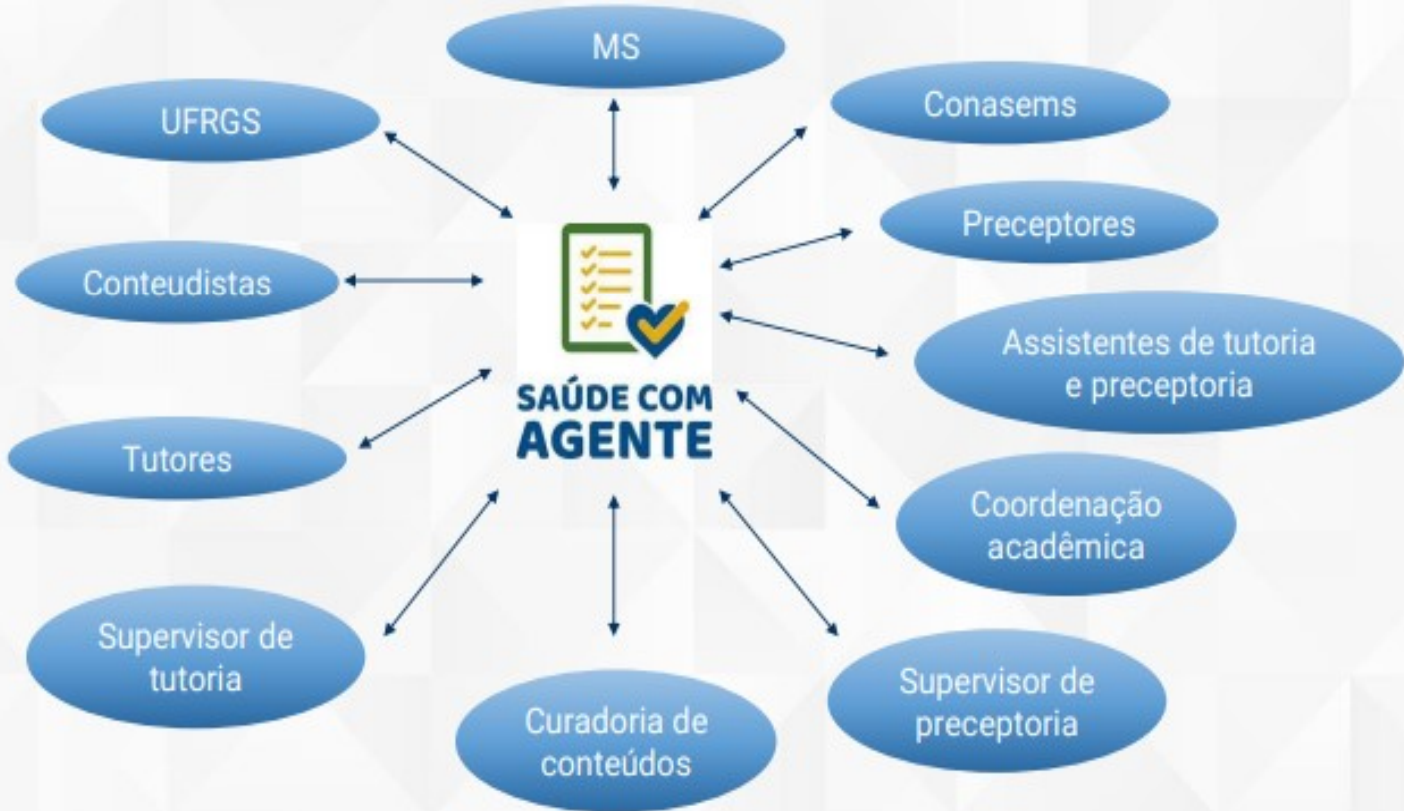 MS
UFRGS
Conasems
Preceptores
Conteudistas
Assistentes de tutoria
e preceptoria
SAÚDE COM
AGENTE
Tutores
Coordenação
acadêmica
Supervisor de
tutoria
Supervisor de
preceptoria
Curadoria de
conteúdos